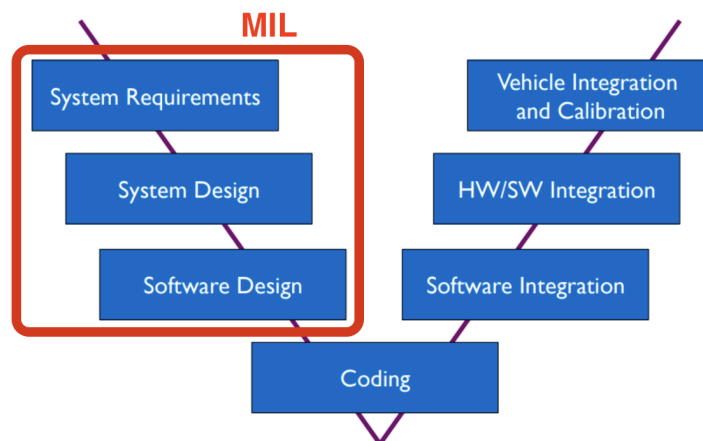 MIL
System Requirements
Vehicle Integration
and Calibration
System Design
HW/SW Integration
Software Design
Software Integration
Coding